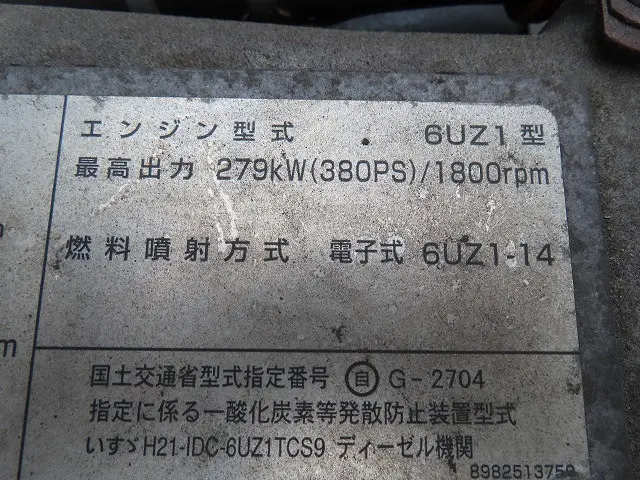 エンジン型式 6UZ1型
最高出力 279kW(380PS)/1800rpm
燃料噴射方式 電子式 6UZ1-14
国土交通省型式指定番号 自 G-2704
指定に係る一酸化炭素等発散防止装置型式
いすゞH21-IDC-6UZ1TCS9 ディーゼル機関